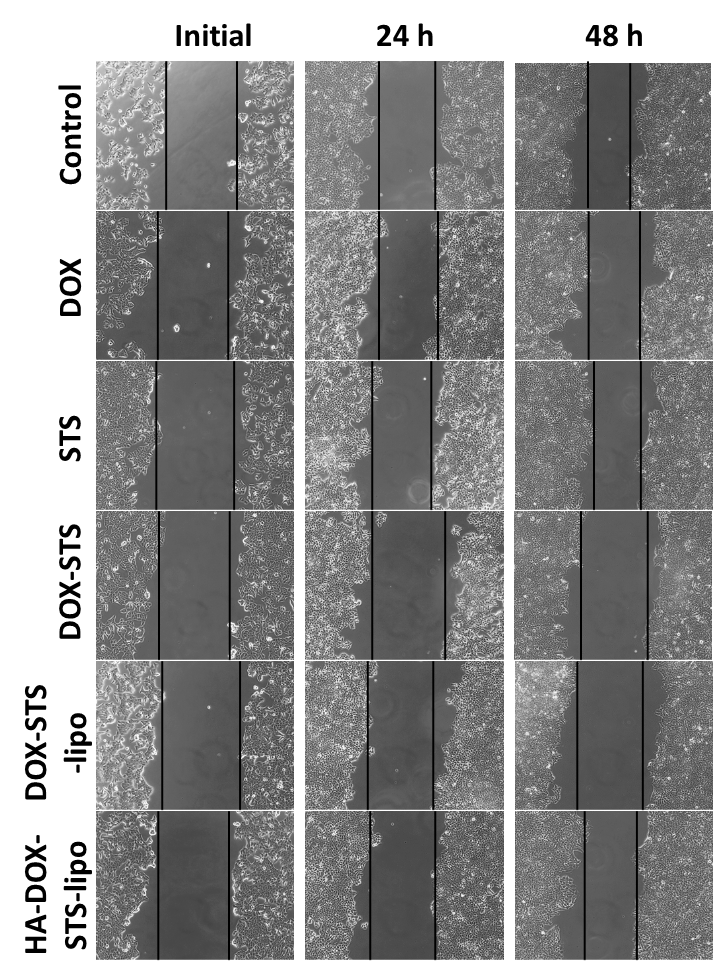 Initial
24 h
48 h
Control
DOX
STS
DOX-STS
DOX-STS
-lipo
HA-DOX-
STS-lipo